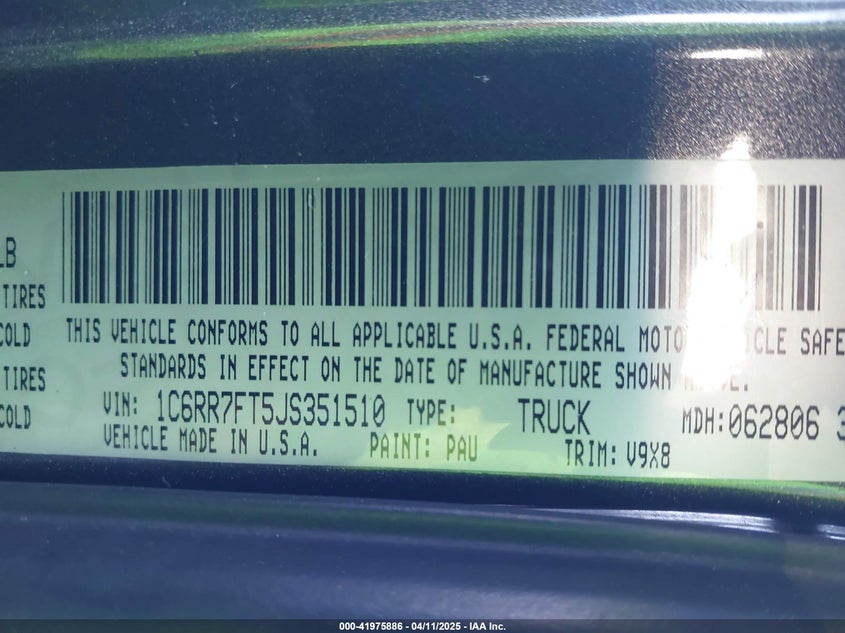 LB
TIRES
COLD
TIRES
COLD
THIS VEHICLE CONFORMS TO ALL APPLICABLE U.S.A. FEDERAL MOTO ICLE SAFE
STANDARDS IN EFFECT ON THE DATE OF MANUFACTURE SHOWN
VIN: 1C6RR7FT5JS351510 TYPE: TRUCK MDH:062806 3
VEHICLE MADE IN U.S.A. PAINT: PAU TRIM: V9X8
000-41975886 - 04/11/2025 - IAA Inc.